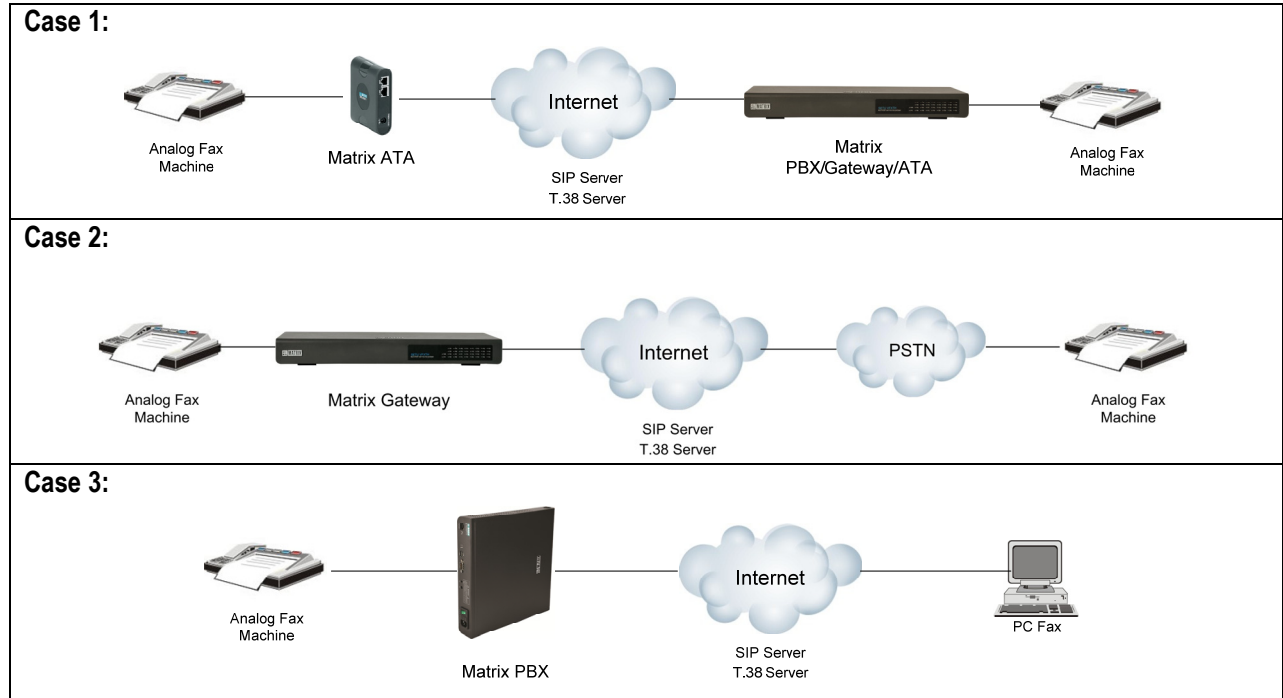 Case 1:
Internet
Analog Fax
Machine
Matrix ATA
SIP Server
T.38 Server
Matrix
PBX/Gateway/ATA
Analog Fax
Machine
Case 2:
Internet
PSTN
Analog Fax
Machine
Matrix Gateway
SIP Server
T.38 Server
Analog Fax
Machine
Case 3:
Internet
Analog Fax
Machine
Matrix PBX
SIP Server
T.38 Server
PC Fax